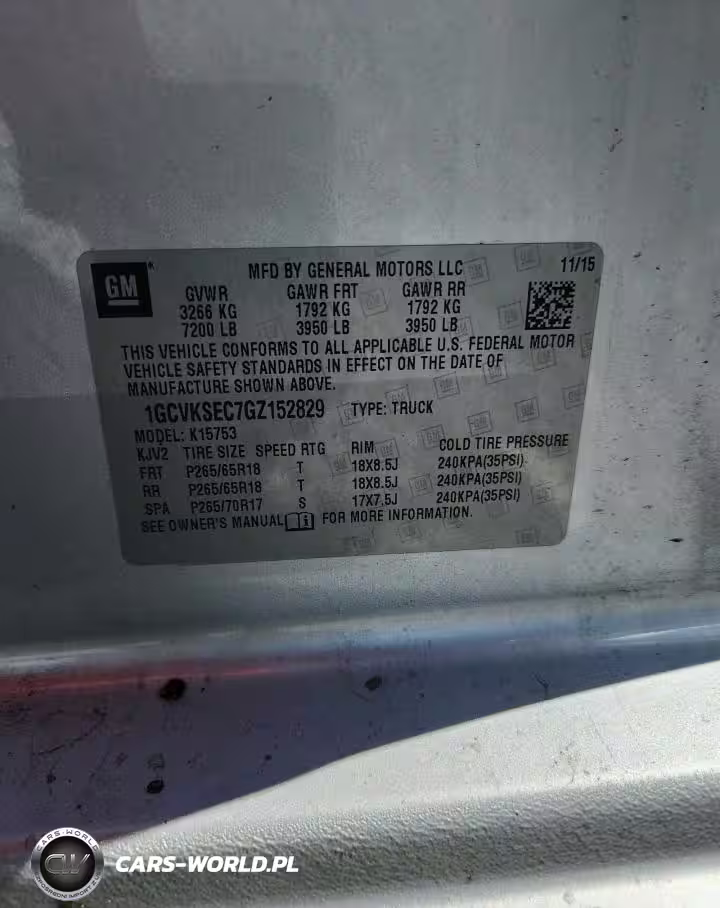 GM
MFD BY GENERAL MOTORS LLC 11/15
GVWR GAWR FRT GAWR RR
3266 KG 1792 KG 1792 KG
7200 LB 3950 LB 3950 LB
THIS VEHICLE CONFORMS TO ALL APPLICABLE U.S. FEDERAL MOTOR
VEHICLE SAFETY STANDARDS IN EFFECT ON THE DATE OF
MANUFACTURE SHOWN ABOVE.
1GCVKSEC7GZ152829 TYPE: TRUCK
MODEL: K15753
KJV2 TIRE SIZE SPEED RTG RIM COLD TIRE PRESSURE
FRT P265/65R18 T 18X8.5J 240KPA(35PSI)
RR P265/65R18 T 18X8.5J 240KPA(35PSI)
SPA P265/70R17 S 17X7.5J 240KPA(35PSI)
SEE OWNER'S MANUAL FOR MORE INFORMATION.
CARS-WORLD
CARS-WORLD.PL